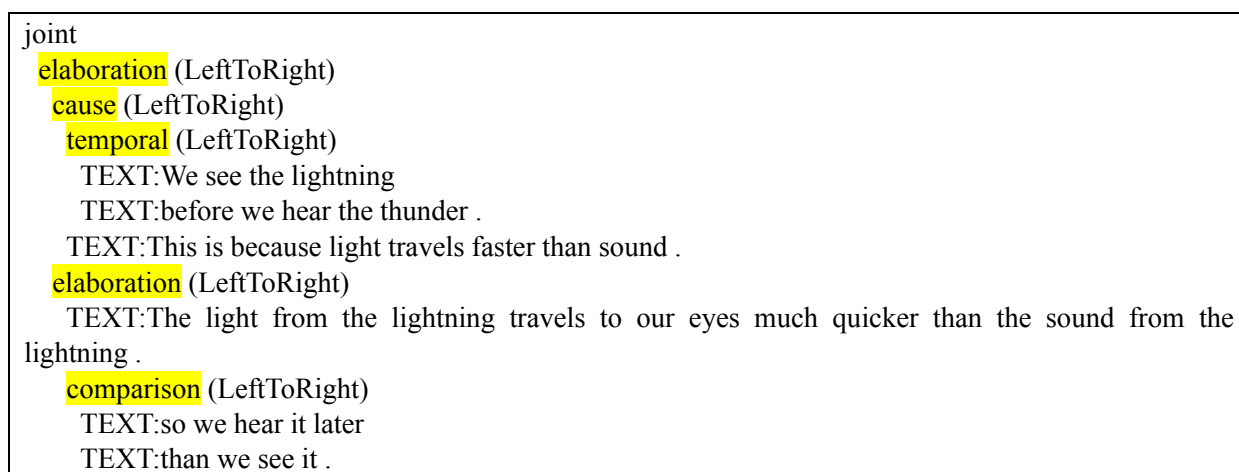 joint
elaboration (LeftToRight)
cause (LeftToRight)
temporal (LeftToRight)
TEXT:We see the lightning
TEXT:before we hear the thunder .
TEXT:This is because light travels faster than sound .
elaboration (LeftToRight)
TEXT:The light from the lightning travels to our eyes much quicker than the sound from the
lightning .
comparison (LeftToRight)
TEXT:so we hear it later
TEXT:than we see it .